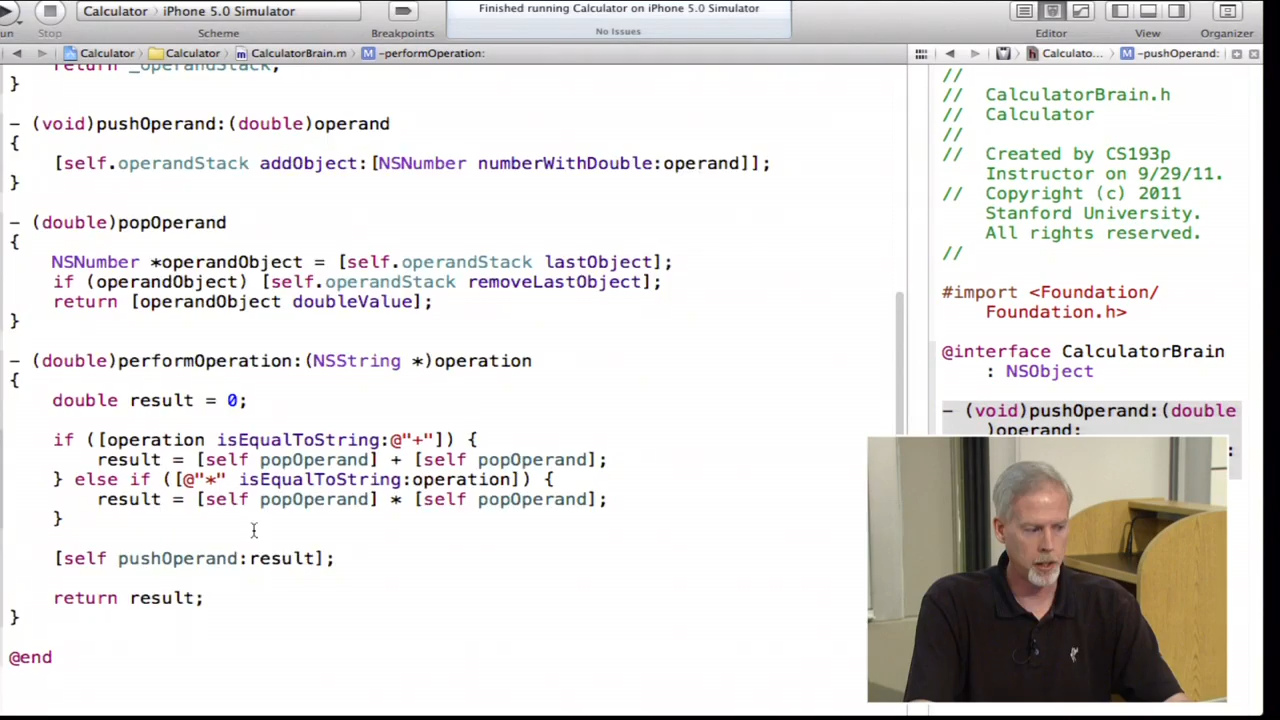 Calculator
iPhone 5.0 Simulator
Finished running Calculator on iPhone 5.0 Simulator
No Issues
un
Stop
Scheme
Breakpoints
Editor
View
Organizer
Calculator
Calculator
CalculatorBrain.m
-performOperation:
Calculato...
-pushOperand:
return _operandStack;
}
- (void)pushOperand:(double)operand
{
[self.operandStack addObject:[NSNumber numberWithDouble:operand]];
}
- (double)popOperand
{
NSNumber *operandObject = [self.operandStack lastObject];
if (operandObject) [self.operandStack removeLastObject];
return [operandObject doubleValue];
}
- (double)performOperation:(NSString *)operation
{
double result = 0;
if ([operation isEqualToString:@"+"]) {
result = [self popOperand] + [self popOperand];
} else if ([@"*" isEqualToString:operation]) {
result = [self popOperand] * [self popOperand];
}
[self pushOperand:result];
return result;
}
@end
//
// CalculatorBrain.h
// Calculator
//
// Created by CS193p
Instructor on 9/29/11.
// Copyright (c) 2011
Stanford University.
All rights reserved.
//
#import <Foundation/
Foundation.h>
@interface CalculatorBrain
: NSObject
- (void)pushOperand:(double
)operand;